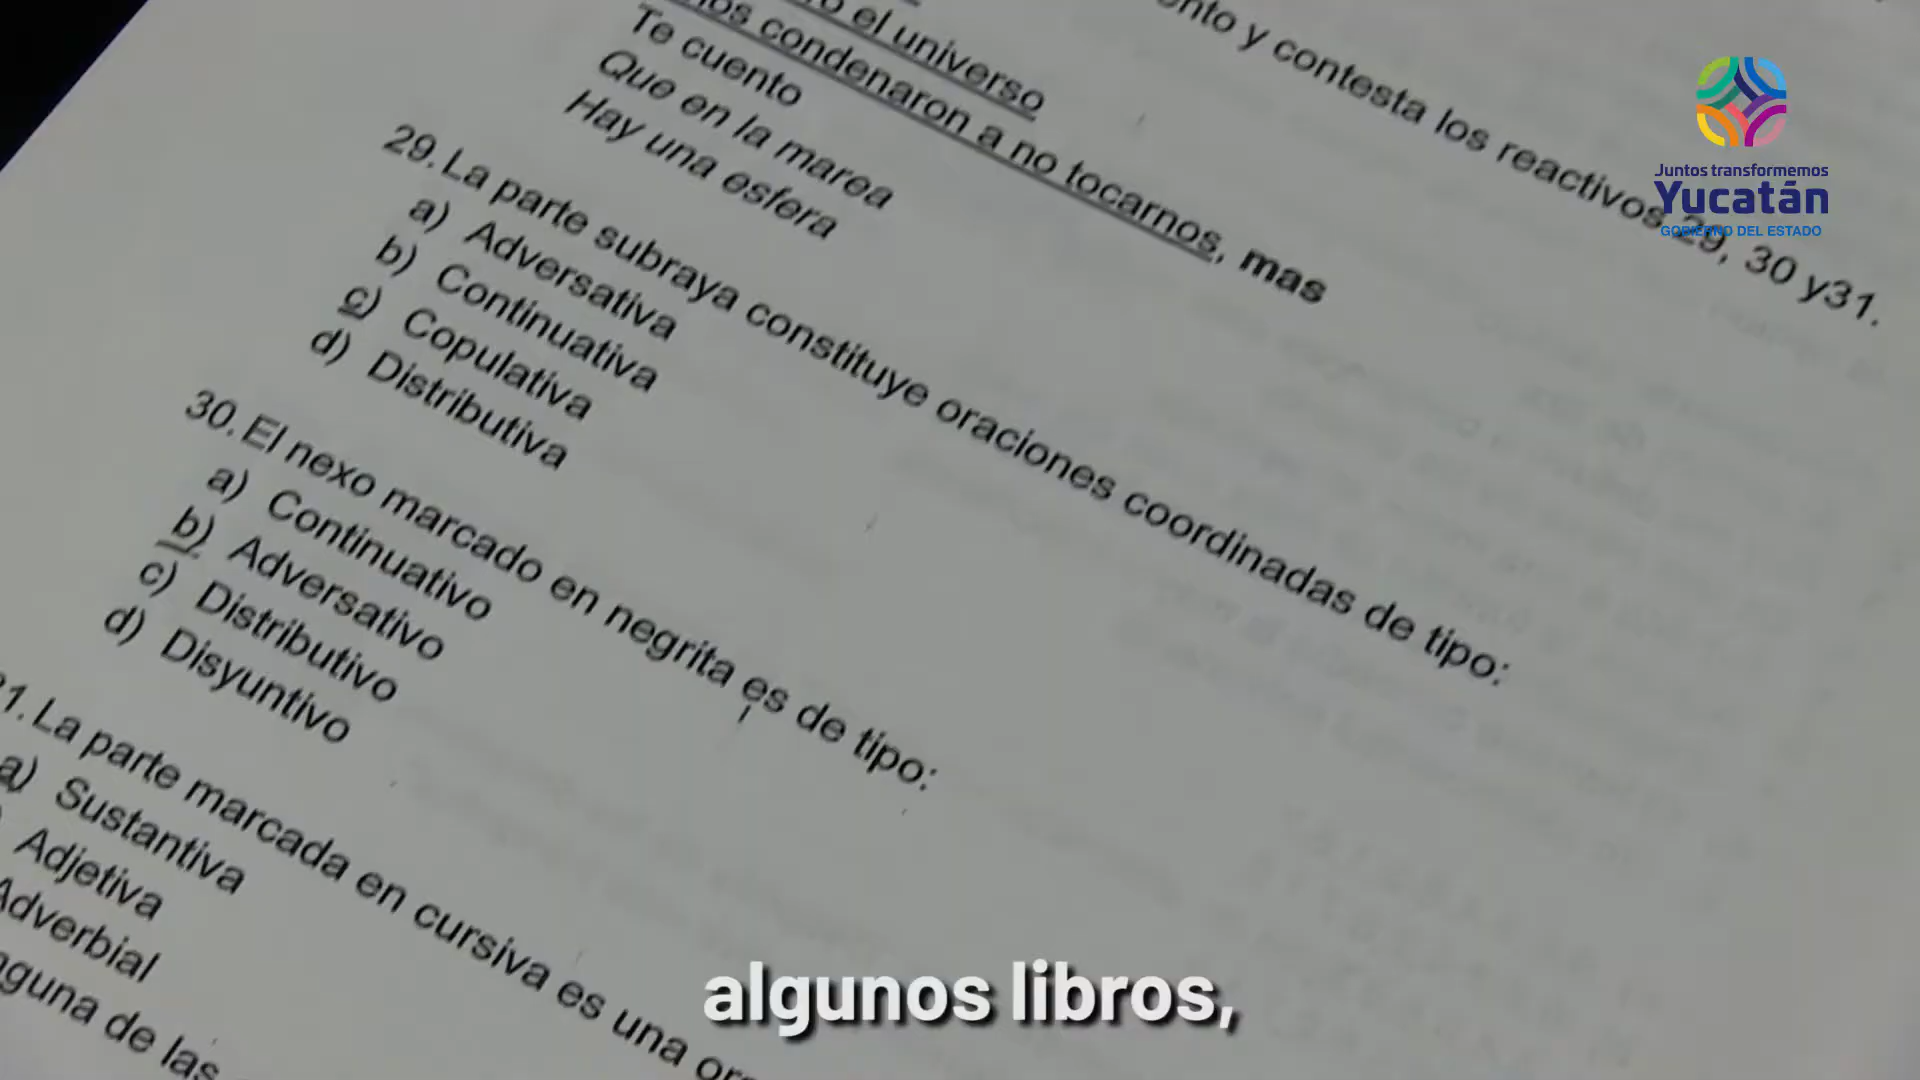 y contesta los reactivos 29, 30 y31.
el universo
condenaron a no tocarnos, mas
Te cuento
Que en la marea
Hay una esfera
29. La parte subraya constituye oraciones coordinadas de tipo:
a) Adversativa
b) Continuativa
c) Copulativa
d) Distributiva
30. El nexo marcado en negrita es de tipo:
a) Continuativo
b) Adversativo
c) Distributivo
d) Disyuntivo
1. La parte marcada en cursiva es una
a) Sustantiva
Adjetiva
Adverbial
de las
Juntos transformemos
Yucatán
GOBIERNO DEL ESTADO
algunos libros,